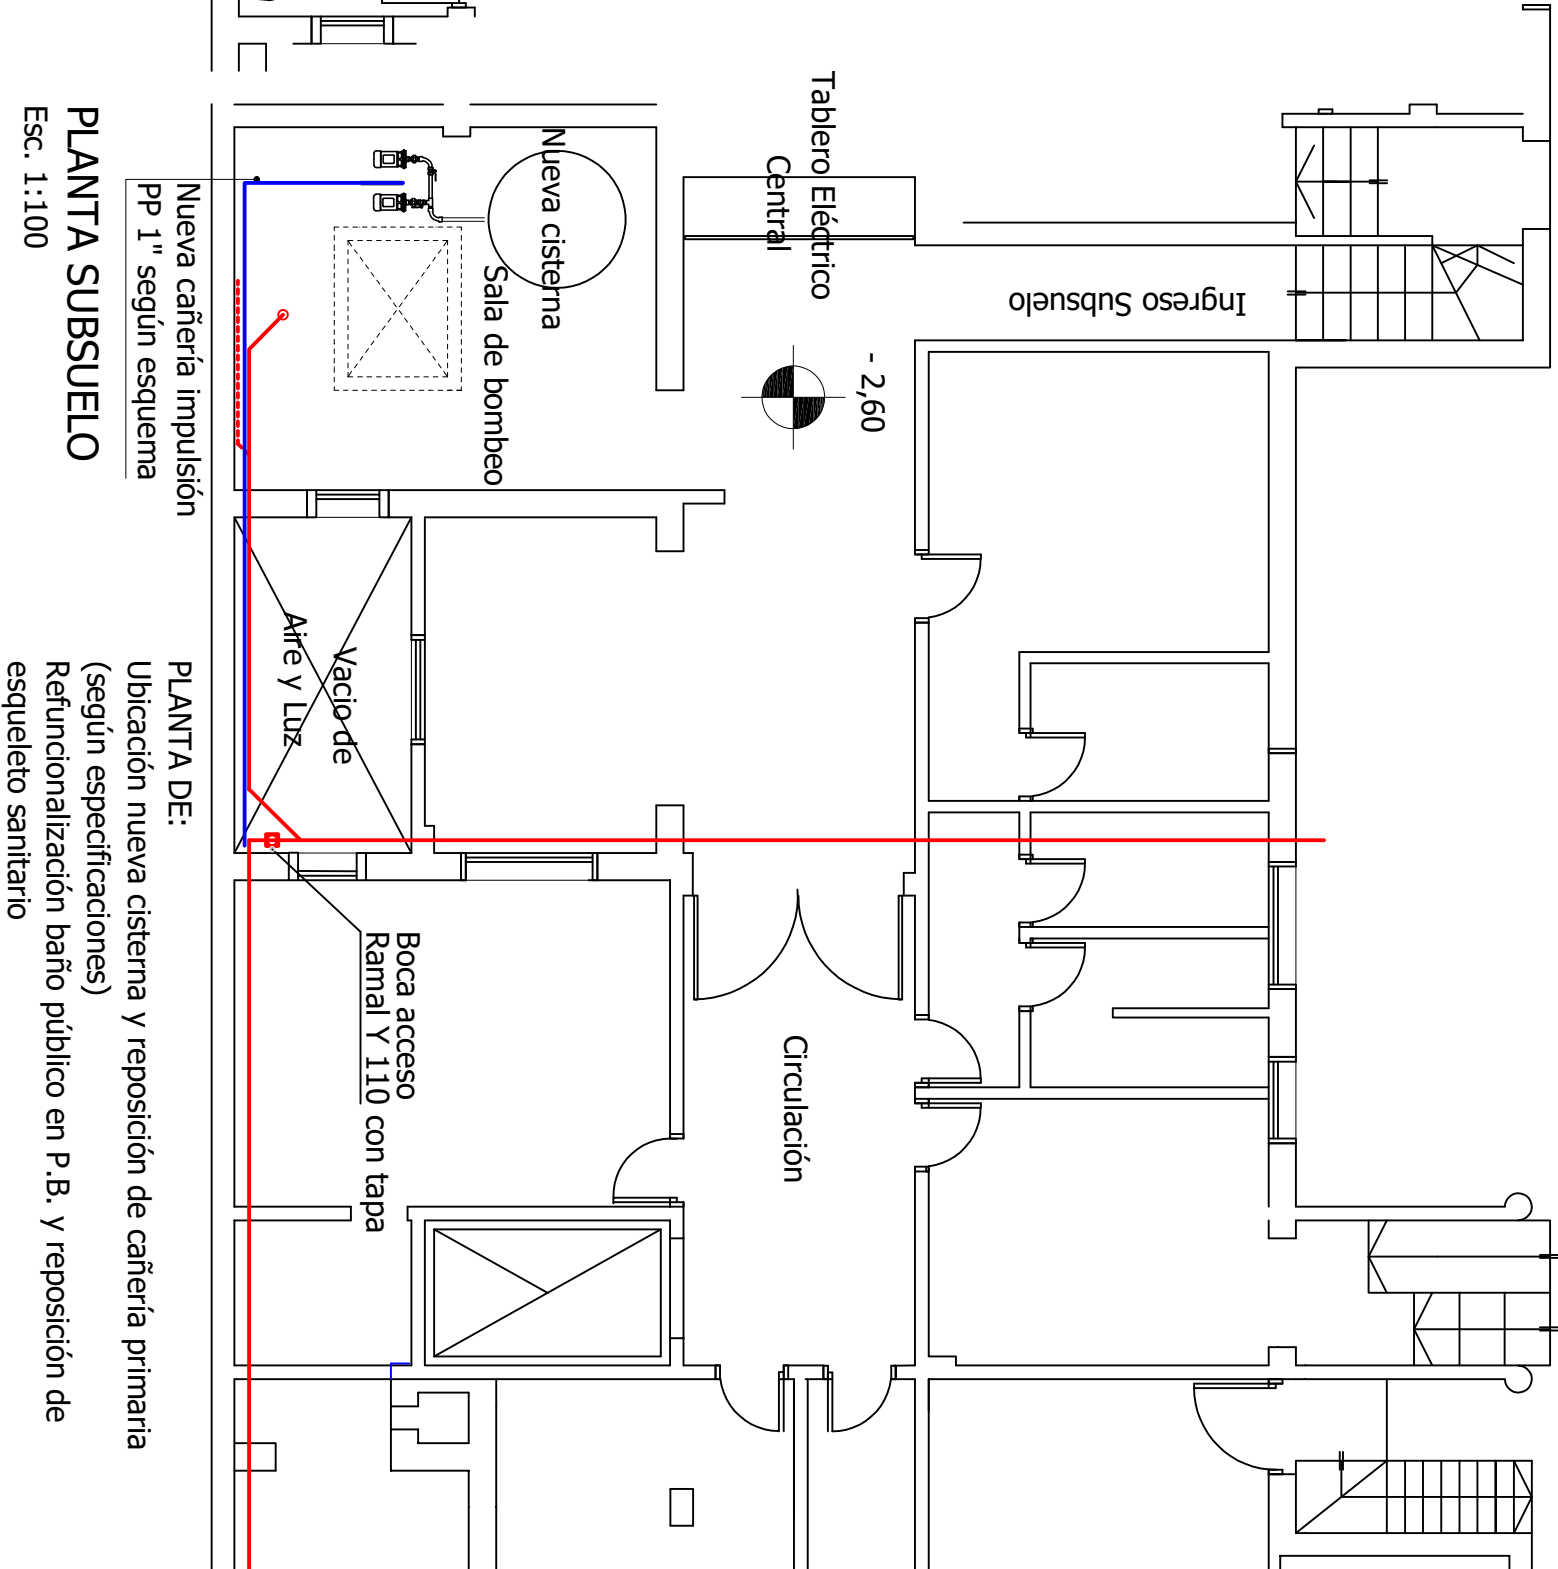 PLANTA SUBSUELO
Esc. 1:100
Nueva cañería impulsión
PP 1" según esquema
Nueva cisterna
Sala de bombeo
Tablero Eléctrico
Central
Ingreso Subsuelo
- 2,60
Vacio de
Aire y Luz
Boca acceso
Ramal Y 110 con tapa
Circulación
PLANTA DE:
Ubicación nueva cisterna y reposición de cañería primaria
(según especificaciones)
Refuncionalización baño público en P.B. y reposición de
esqueleto sanitario